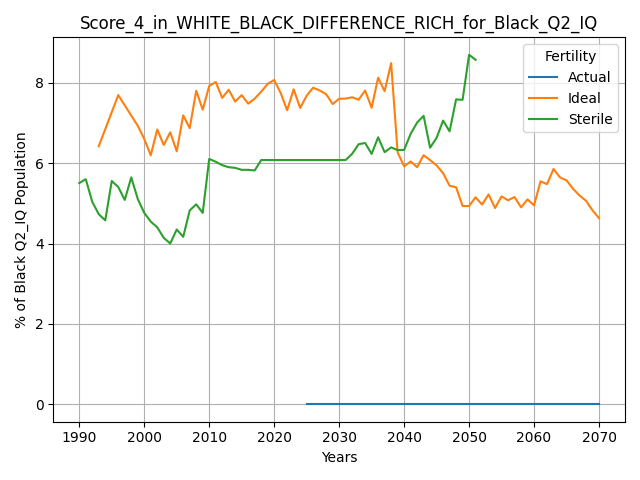 Score_4_in_WHITE_BLACK_DIFFERENCE_RICH_for_Black_Q2_IQ
Fertility
Actual
Ideal
Sterile
% of Black Q2_IQ Population
8
6
4
2
0
1990 2000 2010 2020 2030 2040 2050 2060 2070
Years